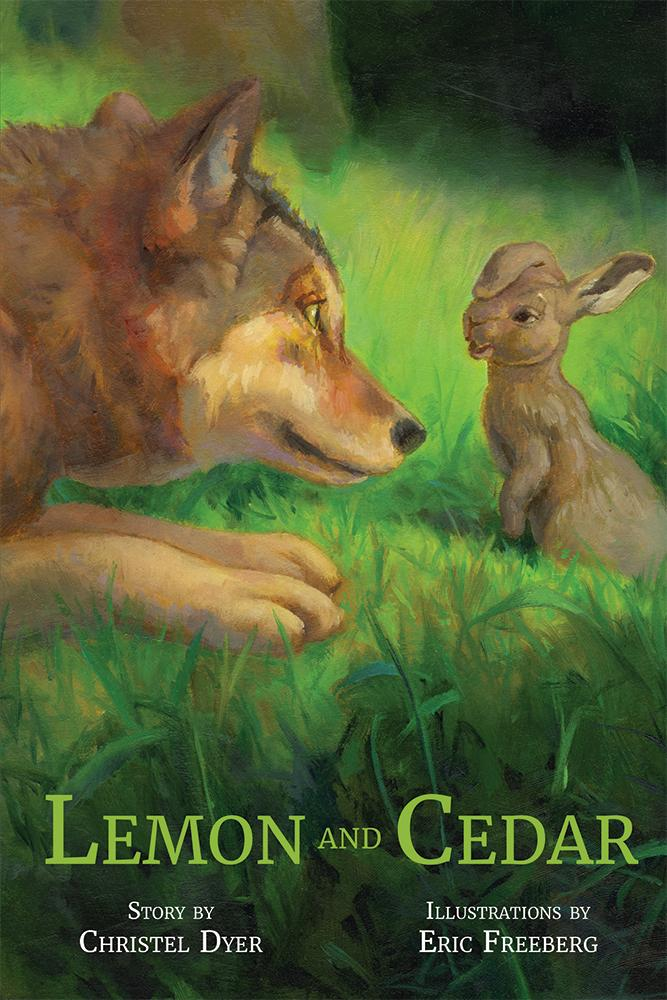 Lemon and Cedar
Story by
Christel Dyer
Illustrations by
Eric Freeberg